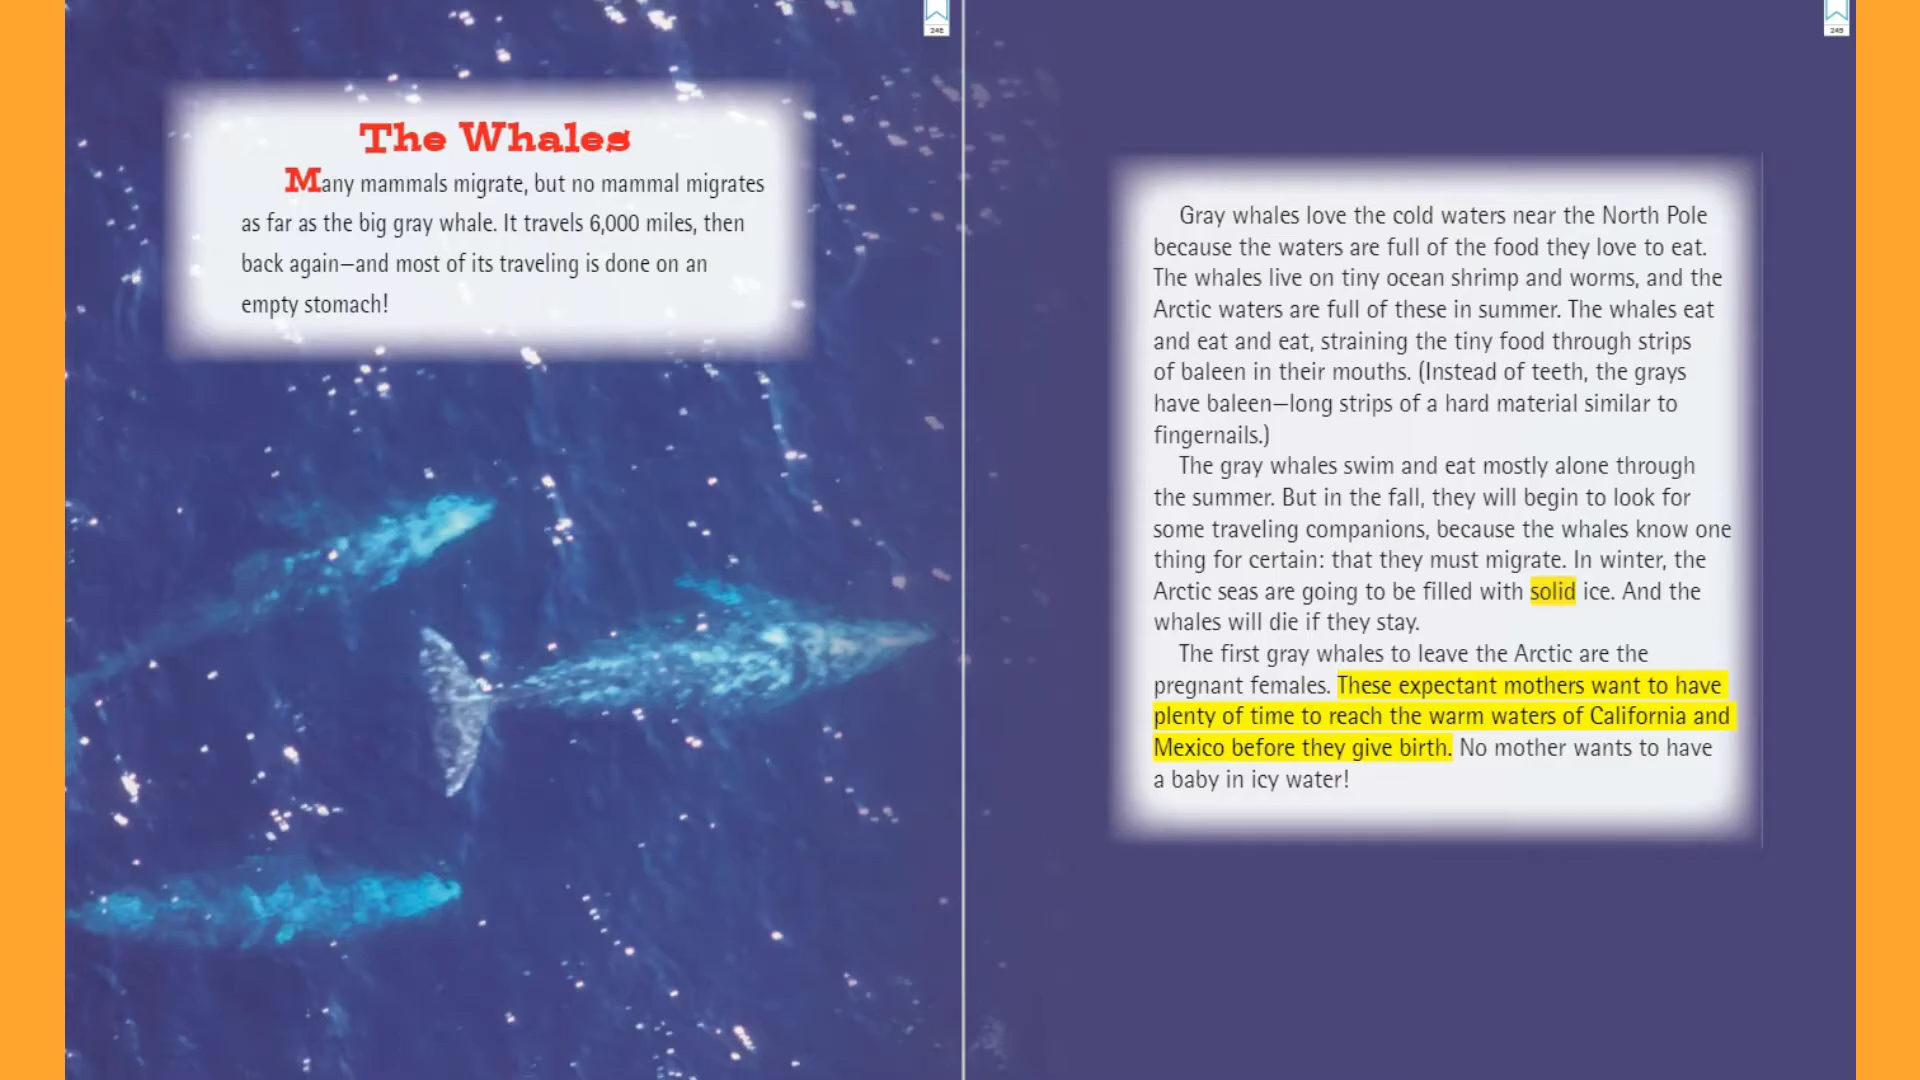 248
249
The Whales
Many mammals migrate, but no mammal migrates
as far as the big gray whale. It travels 6,000 miles, then
back again—and most of its traveling is done on an
empty stomach!
Gray whales love the cold waters near the North Pole
because the waters are full of the food they love to eat.
The whales live on tiny ocean shrimp and worms, and the
Arctic waters are full of these in summer. The whales eat
and eat and eat, straining the tiny food through strips
of baleen in their mouths. (Instead of teeth, the grays
have baleen—long strips of a hard material similar to
fingernails.)
The gray whales swim and eat mostly alone through
the summer. But in the fall, they will begin to look for
some traveling companions, because the whales know one
thing for certain: that they must migrate. In winter, the
Arctic seas are going to be filled with solid ice. And the
whales will die if they stay.
The first gray whales to leave the Arctic are the
pregnant females. These expectant mothers want to have
plenty of time to reach the warm waters of California and
Mexico before they give birth. No mother wants to have
a baby in icy water!